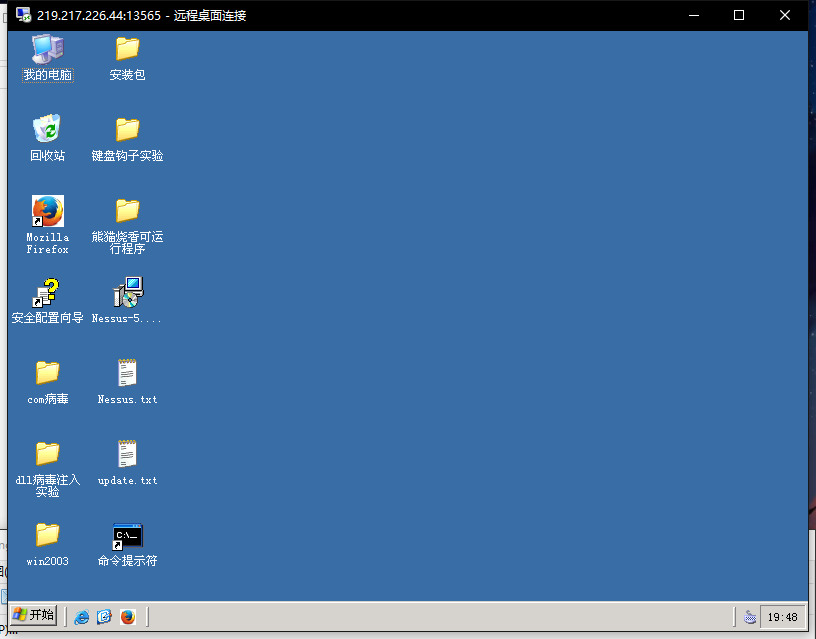 219.217.226.44:13565 - 远程桌面连接
我的电脑
安装包
回收站
键盘钩子实验
Mozilla
Firefox
熊猫烧香可运
行程序
安全配置向导
Nessus-5....
com病毒
Nessus.txt
dll病毒注入
实验
update.txt
C:\_
win2003
命令提示符
开始
19:48